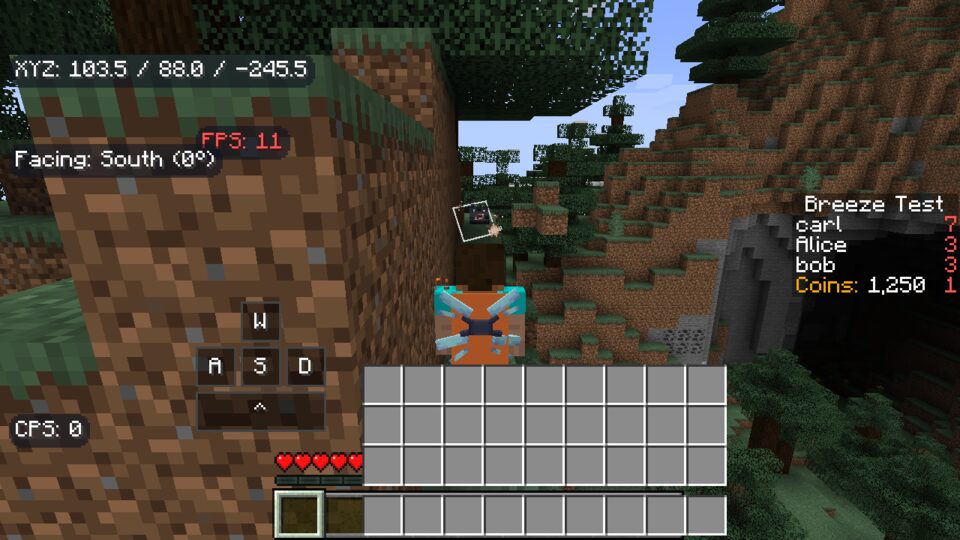 XYZ: 103.5 / 88.0 / -245.5
FPS: 11
Facing: South (0°)
Breeze Test
carl 7
Alice 3
bob 3
Coins: 1,250 1
W
A S D
^
CPS: 0